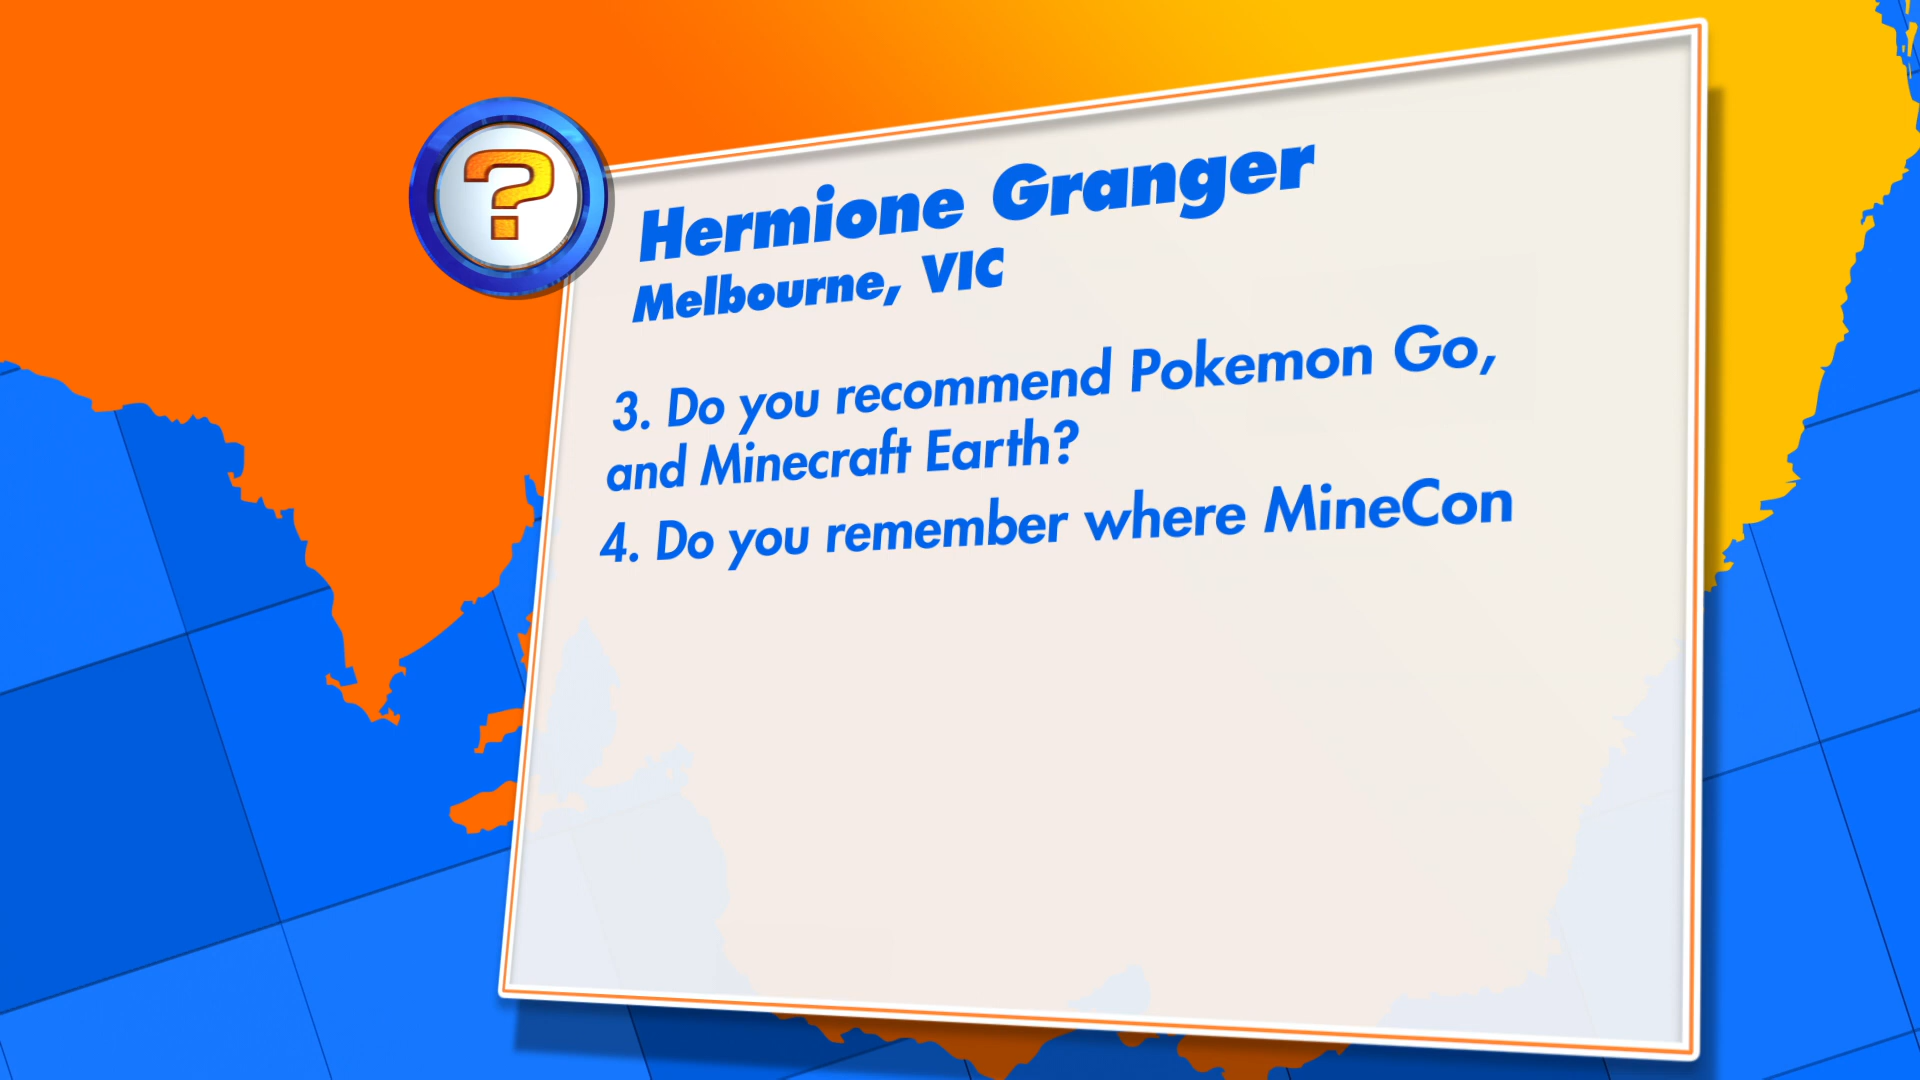 ?
Hermione Granger
Melbourne, VIC
3. Do you recommend Pokemon Go,
and Minecraft Earth?
4. Do you remember where MineCon